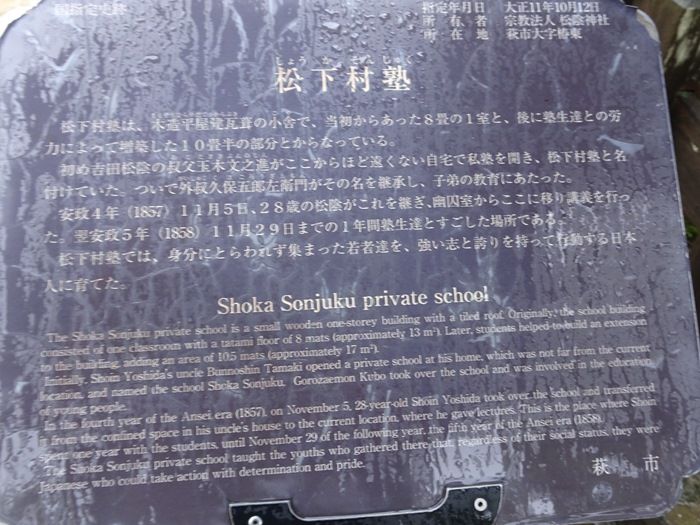 国指定史跡
指定年月日 大正11年10月12日
所有者 宗教法人 松陰神社
所在地 萩市大字椿東
しょうかそんじゅく
松下村塾
松下村塾は、木造平屋建瓦葺の小舎で、当初からあった8畳の1室と、後に塾生達との労
力によって増築した10畳半の部分とからなっている。
初め吉田松陰の叔父玉木文之進がここからほど遠くない自宅で私塾を開き、松下村塾と名
付けていた。ついで外叔久保五郎左衛門がその名を継承し、子弟の教育にあたった。
安政4年(1857)11月5日、28歳の松陰がこれを継ぎ、幽囚室からここに移り講義を行っ
た。翌安政5年(1858)11月29日までの1年間塾生達とすごした場所である。
松下村塾では、身分にとらわれず集まった若者達を、強い志と誇りを持って行動する日本
人に育てた。
Shoka Sonjuku private school
The Shoka Sonjuku private school is a small wooden one-storey building with a tiled roof. Originally, the school building
consisted of one classroom with a tatami floor of 8 mats (approximately 13 m²). Later, students helped to build an extension
to the building, adding an area of 10.5 mats (approximately 17 m²).
Initially, Shoin Yoshida's uncle Bunnoshin Tamaki opened a private school at his home, which was not far from the current
location, and named the school Shoka Sonjuku. Gorozaemon Kubo took over the school and was involved in the education
of young people.
In the fourth year of the Ansei era (1857), on November 5, 28-year-old Shoin Yoshida took over the school and transferred
it from the confined space in his uncle's house to the current location, where he gave lectures. This is the place where Shoin
spent one year with the students, until November 29 of the following year, the fifth year of the Ansei era (1858).
The Shoka Sonjuku private school taught the youths who gathered there that, regardless of their social status, they were
Japanese who could take action with determination and pride.
萩市